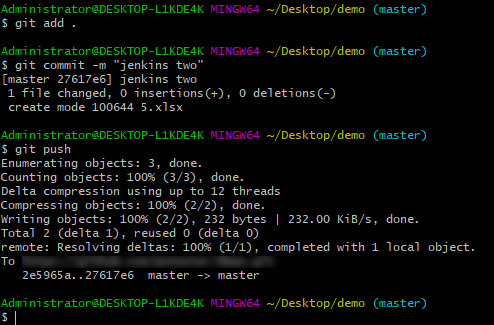 Administrator@DESKTOP-L1KDE4K MINGW64 ~/Desktop/demo (master)
$ git add .
Administrator@DESKTOP-L1KDE4K MINGW64 ~/Desktop/demo (master)
$ git commit -m "jenkins two"
[master 27617e6] jenkins two
 1 file changed, 0 insertions(+), 0 deletions(-)
 create mode 100644 5.xlsx
Administrator@DESKTOP-L1KDE4K MINGW64 ~/Desktop/demo (master)
$ git push
Enumerating objects: 3, done.
Counting objects: 100% (3/3), done.
Delta compression using up to 12 threads
Compressing objects: 100% (2/2), done.
Writing objects: 100% (2/2), 232 bytes | 232.00 KiB/s, done.
Total 2 (delta 1), reused 0 (delta 0)
remote: Resolving deltas: 100% (1/1), completed with 1 local object.
To
   2e5965a..27617e6  master -> master
Administrator@DESKTOP-L1KDE4K MINGW64 ~/Desktop/demo (master)
$